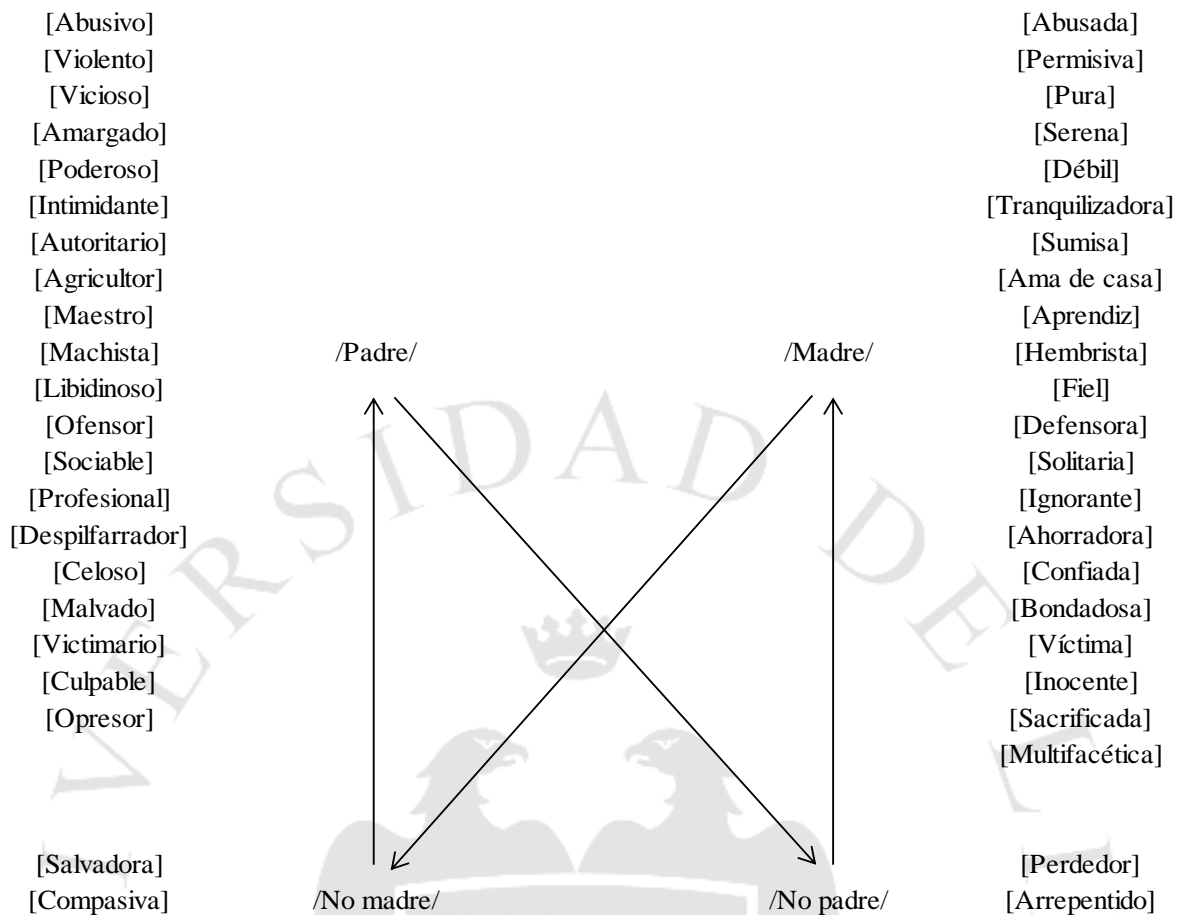 [Abusivo] [Abusada]
[Violento] [Permisiva]
[Vicioso] [Pura]
[Amargado] [Serena]
[Poderoso] [Débil]
[Intimidante] [Tranquilizadora]
[Autoritario] [Sumisa]
[Agricultor] [Ama de casa]
[Maestro] [Aprendiz]
[Machista] /Padre/ /Madre/ [Hembrista]
[Libidinoso] [Fiel]
[Ofensor] [Defensora]
[Sociable] [Solitaria]
[Profesional] [Ignorante]
[Despilfarrador] [Ahorradora]
[Celoso] [Confiada]
[Malvado] [Bondadosa]
[Victimario] [Víctima]
[Culpable] [Inocente]
[Opresor] [Sacrificada]
[Multifacética]
[Salvadora] [Perdedor]
[Compasiva] /No madre/ /No padre/ [Arrepentido]
VERSIDAD DE L